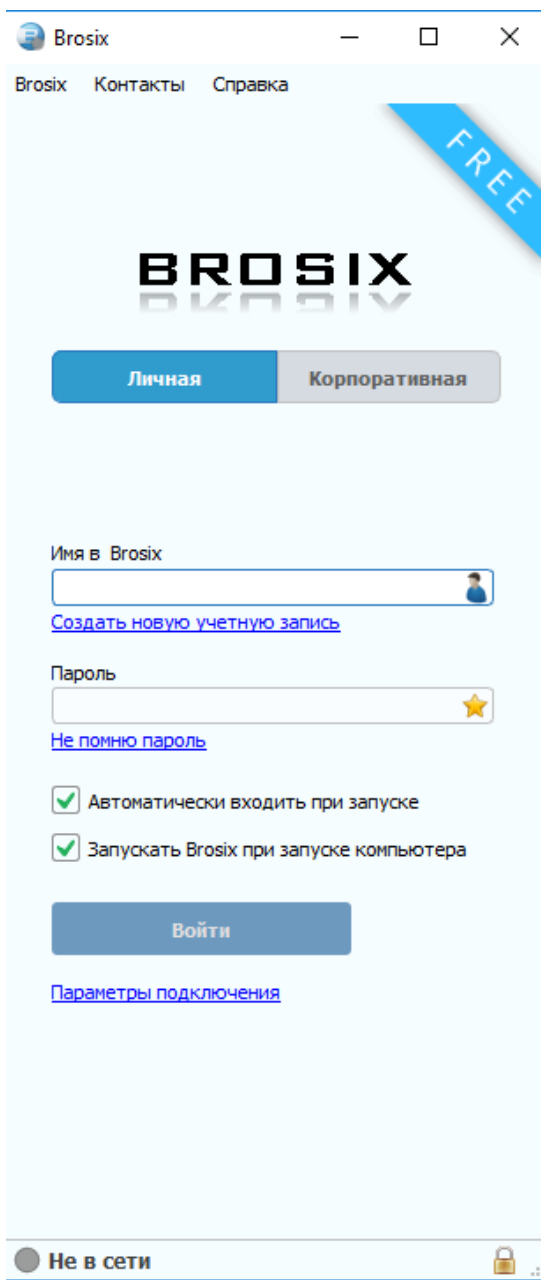 Brosix
Brosix Контакты Справка
FREE
BROSIX
Личная Корпоративная
Имя в Brosix
Создать новую учетную запись
Пароль
Не помню пароль
Автоматически входить при запуске
Запускать Brosix при запуске компьютера
Войти
Параметры подключения
Не в сети